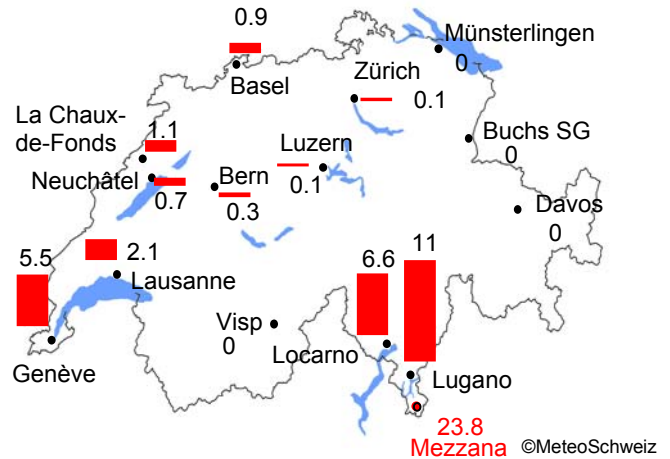 0.9
Münsterlingen
0
Basel
Zürich
0.1
La Chaux-
de-Fonds
1.1
Buchs SG
0
Luzern
0.1
Neuchâtel
0.7
Bern
0.3
Davos
0
5.5
2.1
Lausanne
6.6
11
Visp
0
Locarno
Genève
Lugano
23.8
Mezzana
©MeteoSchweiz